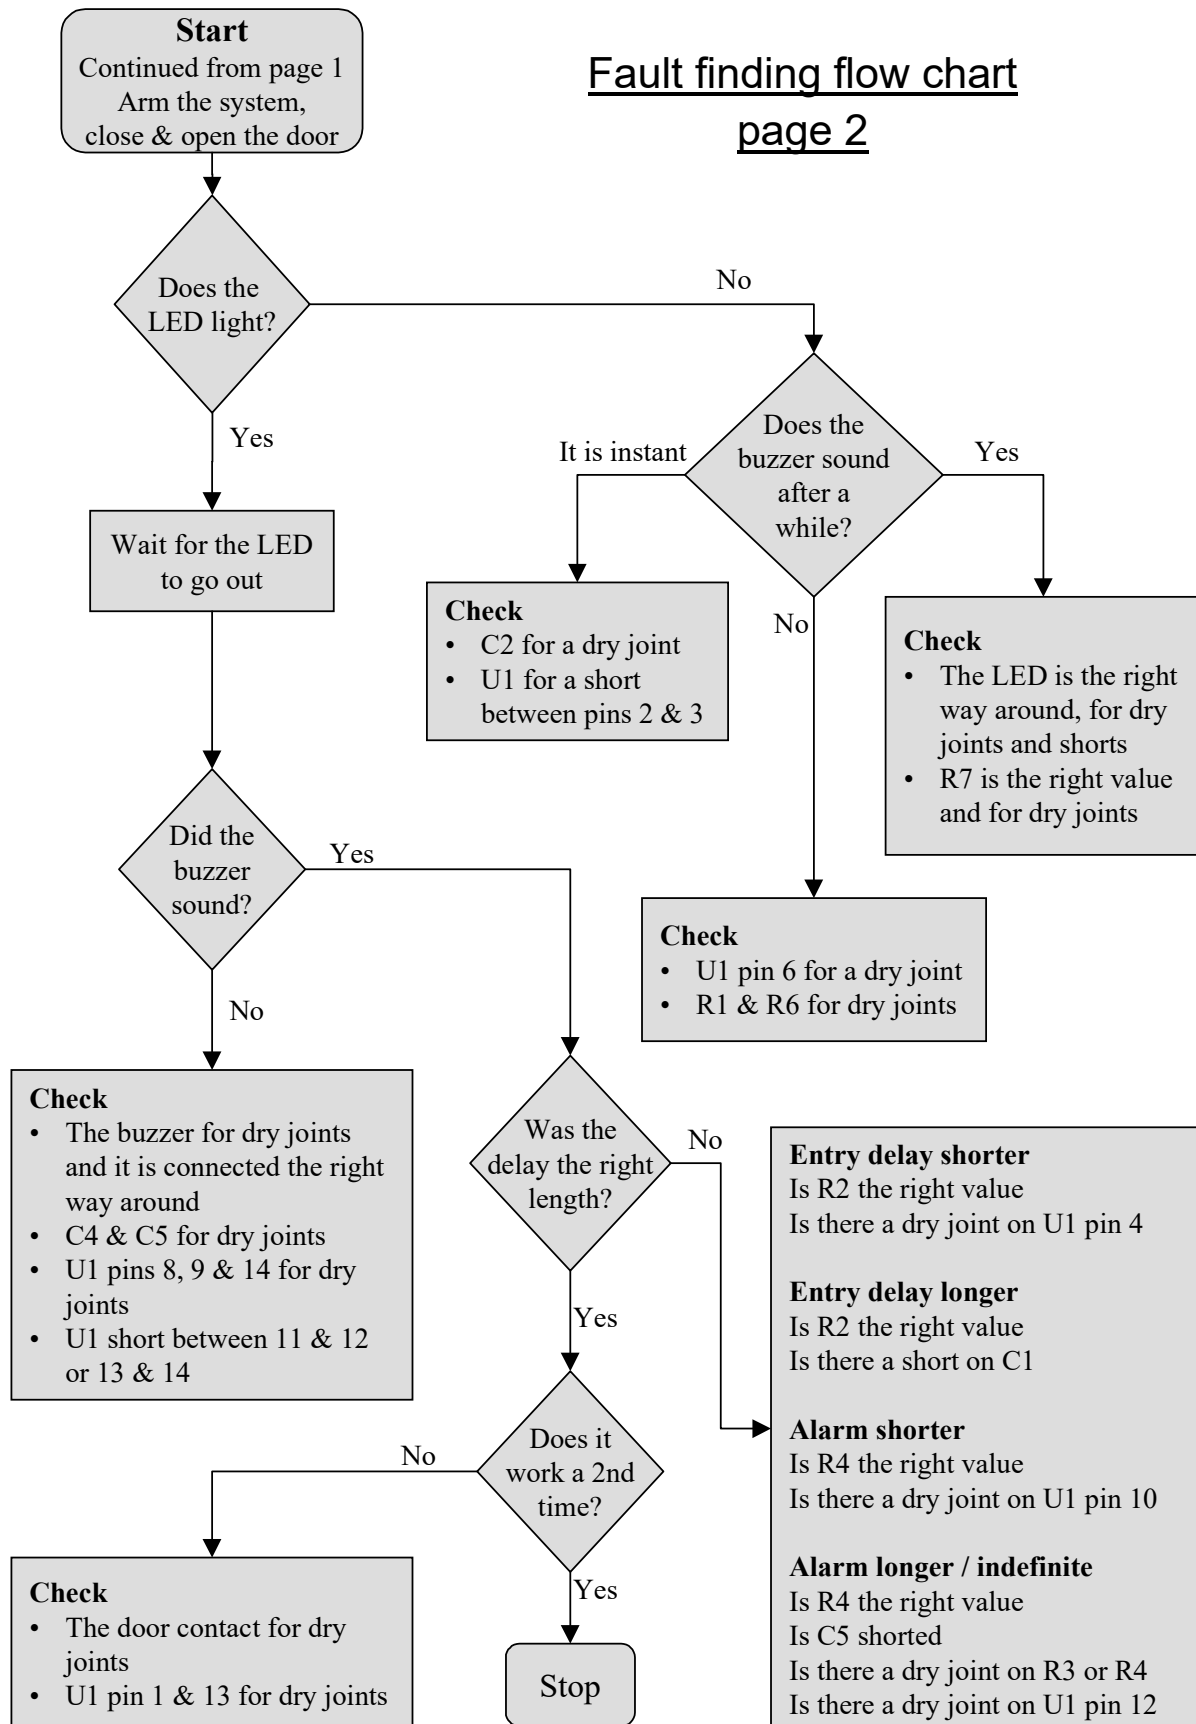 Start
Continued from page 1
Arm the system,
close & open the door
Fault finding flow chart
page 2
Does the
LED light?
No
Yes
Does the
buzzer sound
after a
while?
It is instant
Yes
No
Wait for the LED
to go out
Check
• C2 for a dry joint
• U1 for a short
between pins 2 & 3
Check
• The LED is the right
way around, for dry
joints and shorts
• R7 is the right value
and for dry joints
Did the
buzzer
sound?
Yes
No
Check
• U1 pin 6 for a dry joint
• R1 & R6 for dry joints
Check
• The buzzer for dry joints
and it is connected the right
way around
• C4 & C5 for dry joints
• U1 pins 8, 9 & 14 for dry
joints
• U1 short between 11 & 12
or 13 & 14
Was the
delay the right
length?
No
Yes
Entry delay shorter
Is R2 the right value
Is there a dry joint on U1 pin 4
Entry delay longer
Is R2 the right value
Is there a short on C1
Alarm shorter
Is R4 the right value
Is there a dry joint on U1 pin 10
Alarm longer / indefinite
Is R4 the right value
Is C5 shorted
Is there a dry joint on R3 or R4
Is there a dry joint on U1 pin 12
Does it
work a 2nd
time?
No
Yes
Check
• The door contact for dry
joints
• U1 pin 1 & 13 for dry joints
Stop